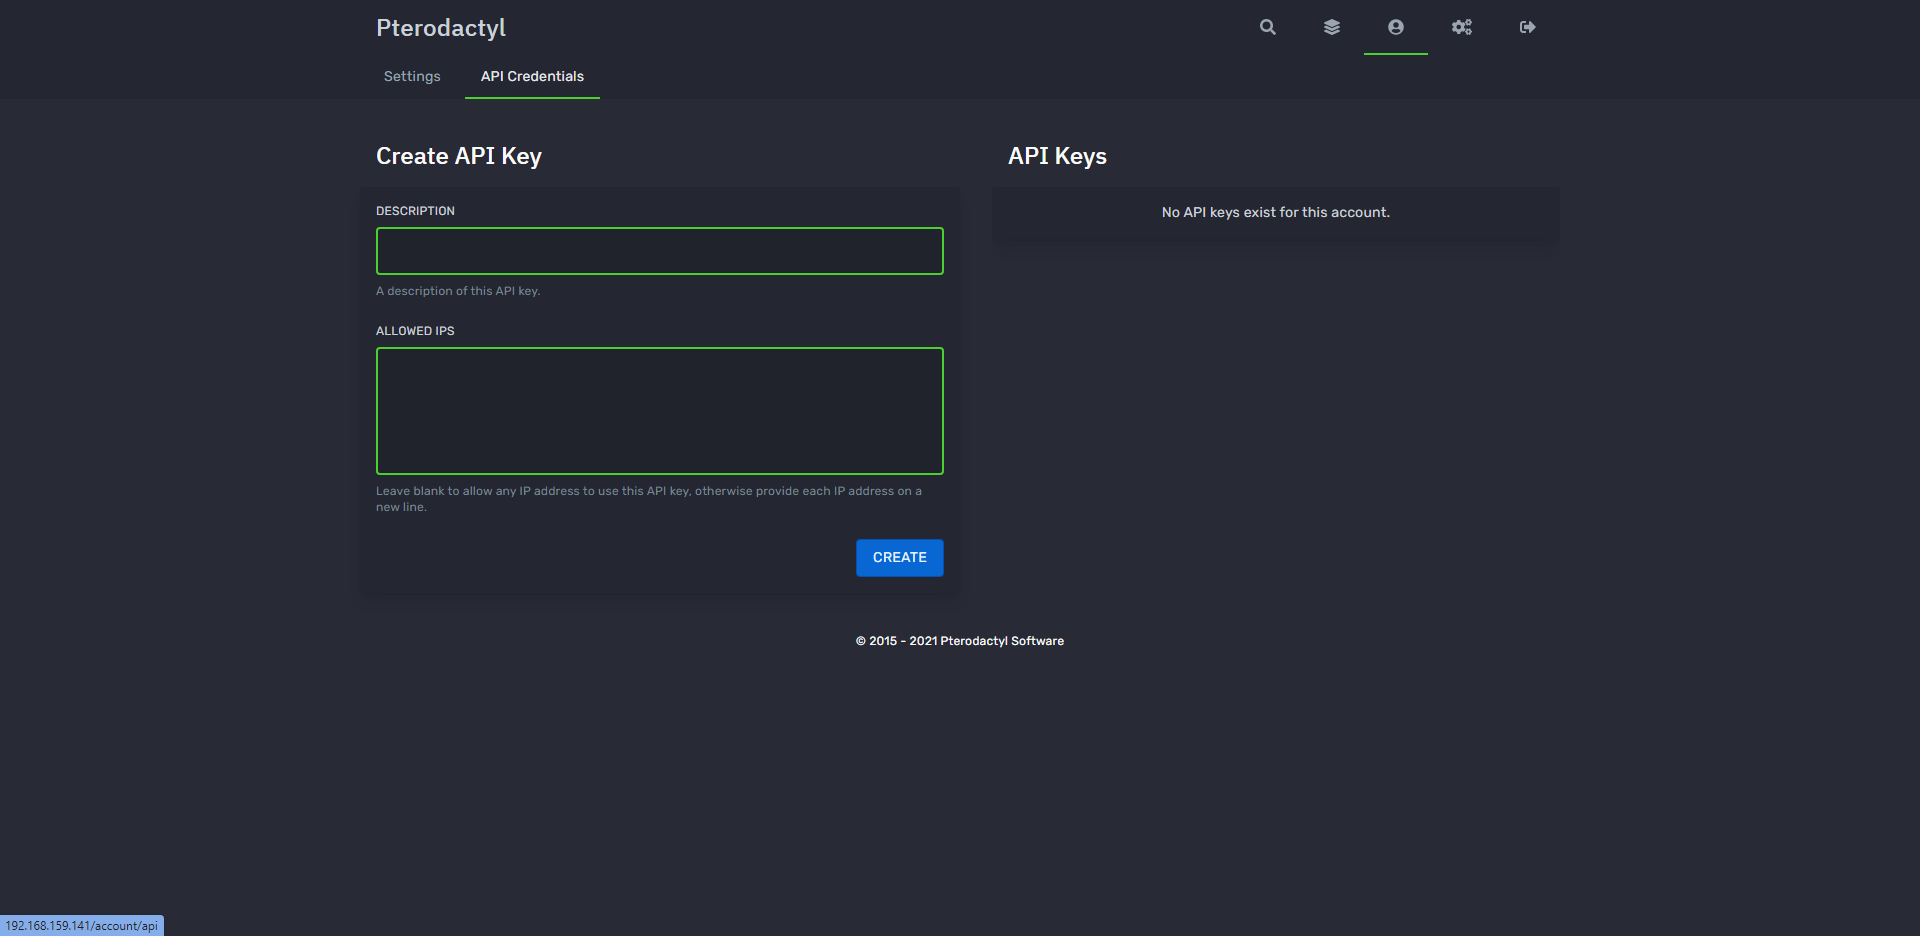 Pterodactyl
Settings
API Credentials
Create API Key
DESCRIPTION
A description of this API key.
ALLOWED IPS
Leave blank to allow any IP address to use this API key, otherwise provide each IP address on a
new line.
CREATE
API Keys
No API keys exist for this account.
© 2015 - 2021 Pterodactyl Software
192.168.159.141/account/api